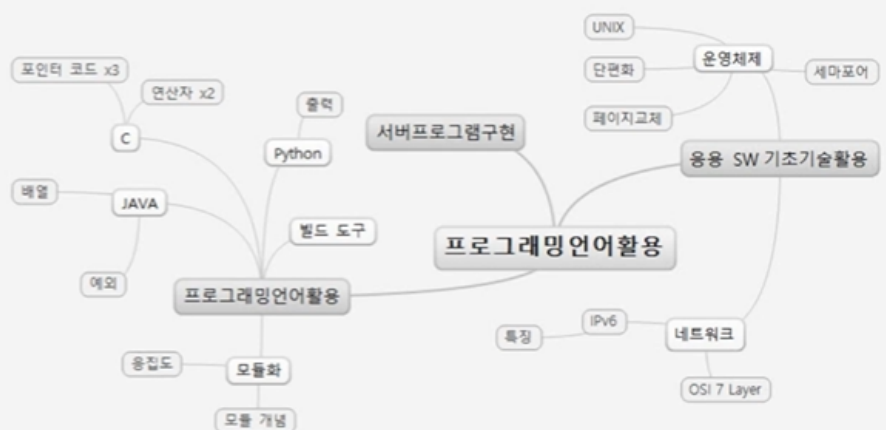 프로그래밍언어활용
서버프로그램구현
응용 SW 기초기술활용
운영체제
UNIX
단편화
페이지교체
세마포어
네트워크
IPv6
특징
OSI 7 Layer
프로그래밍언어활용
C
포인터 코드 x3
연산자 x2
Python
출력
JAVA
배열
예외
빌드 도구
모듈화
응집도
모듈 개념